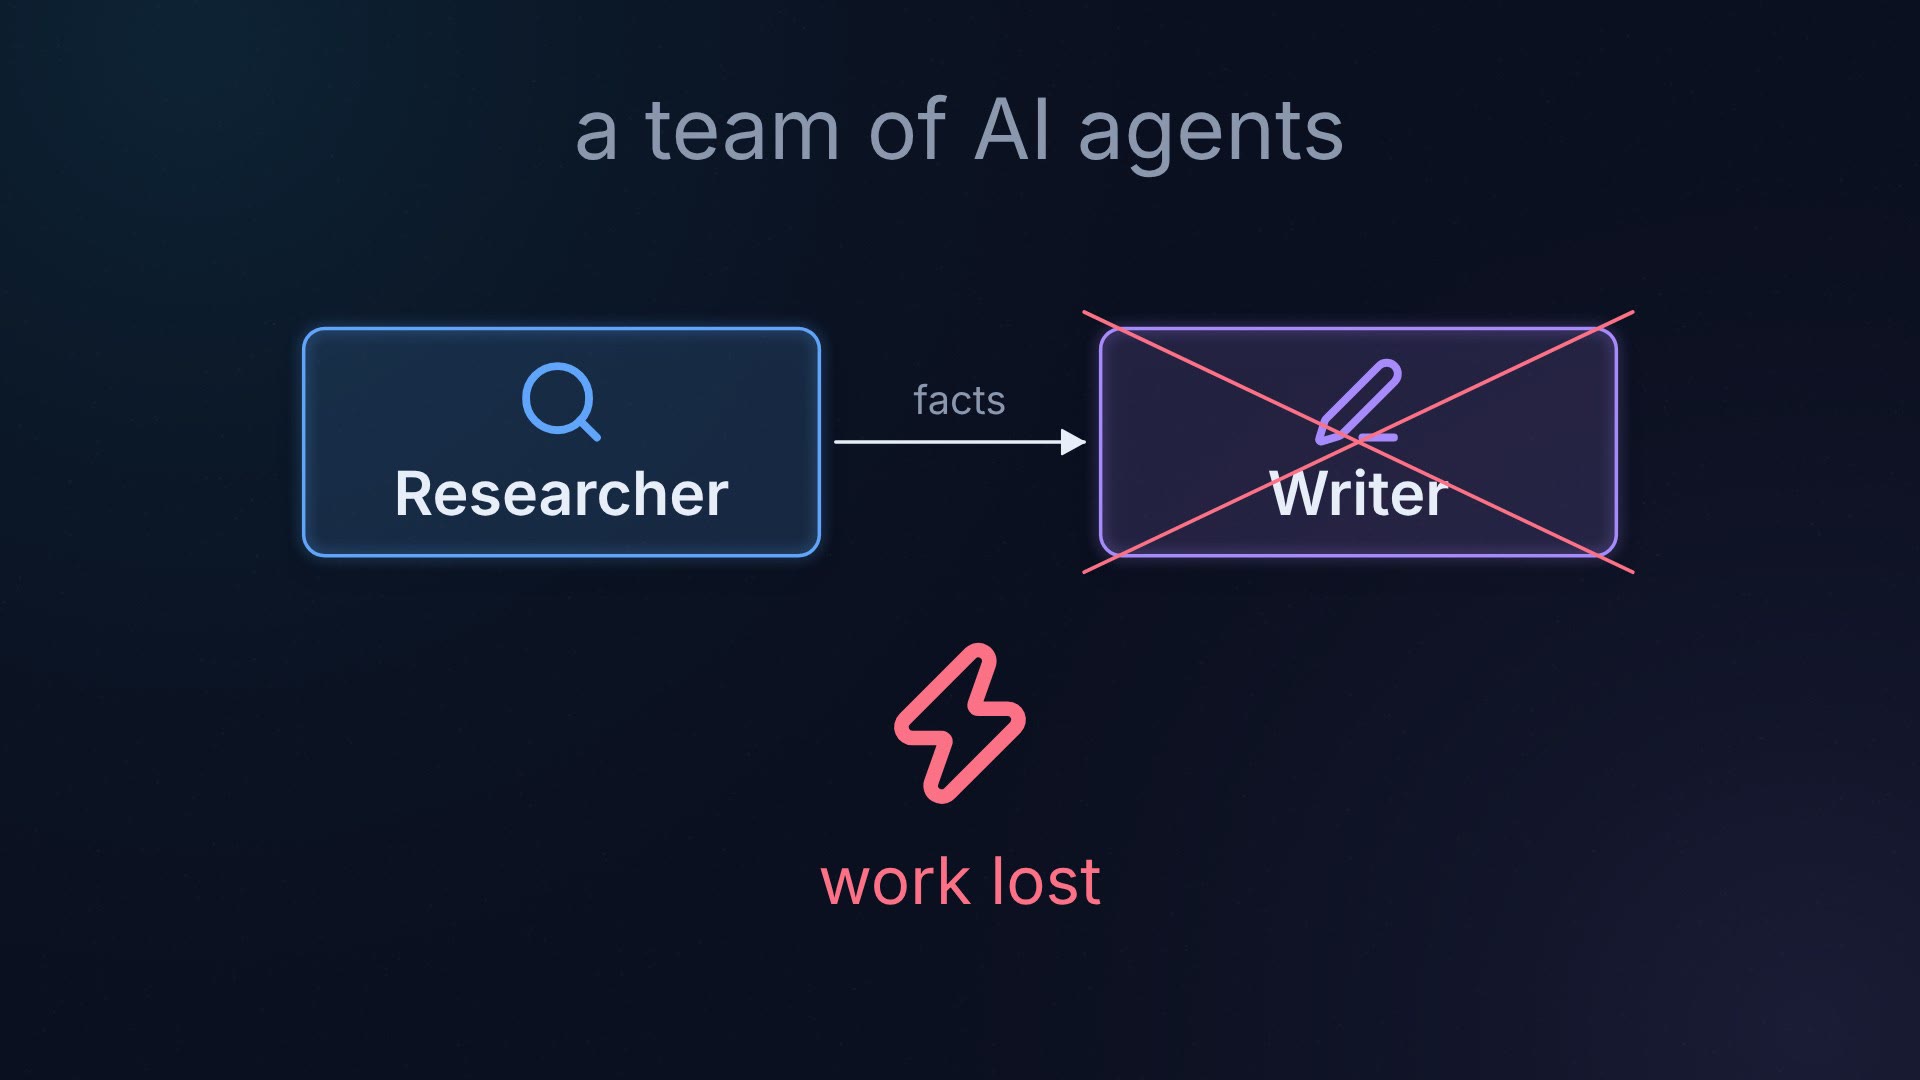 a team of AI agents
facts
Researcher
Writer
work lost